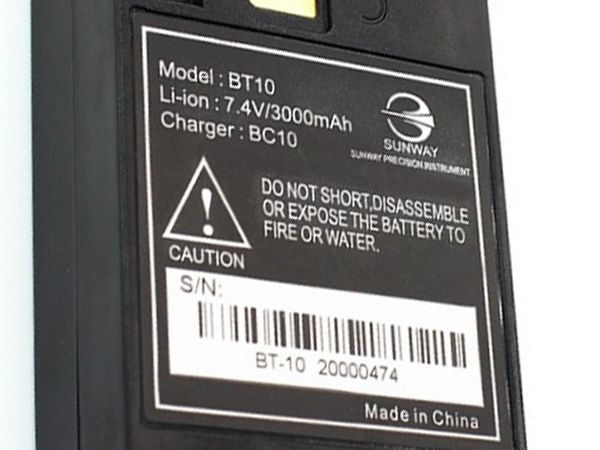 Model : BT10
Li-ion : 7.4V/3000mAh
Charger : BC10
SUNWAY
SUNWAY PRECISION INSTRUMENT
DO NOT SHORT,DISASSEMBLE
OR EXPOSE THE BATTERY TO
FIRE OR WATER.
CAUTION
S/N:
BT-10 20000474
Made in China